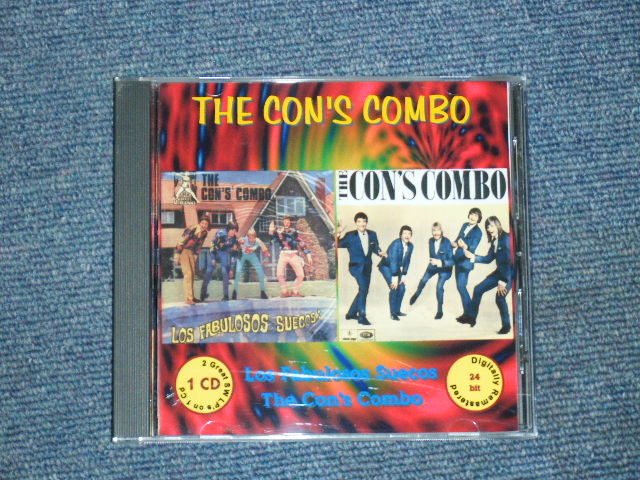 THE CON'S COMBO
THE
CON'S COMBO
LOS FABULOSOS SUECOS
THE CON'S COMBO
Los Fabulosos Suecos
The Con's Combo
2 Great SW LP's on 1 Cd
1 CD
Digitally Remastered
24
bit